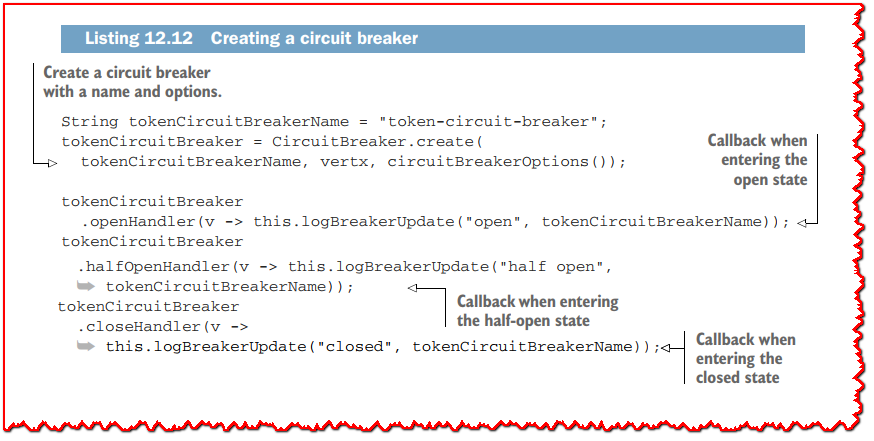 Listing 12.12 Creating a circuit breaker
Create a circuit breaker
with a name and options.
String tokenCircuitBreakerName = "token-circuit-breaker";
tokenCircuitBreaker = CircuitBreaker.create(
tokenCircuitBreakerName, vertx, circuitBreakerOptions());
Callback when
entering the
open state
tokenCircuitBreaker
.openHandler(v -> this.logBreakerUpdate("open", tokenCircuitBreakerName));
tokenCircuitBreaker
.halfOpenHandler(v -> this.logBreakerUpdate("half open",
➥ tokenCircuitBreakerName));
Callback when entering
the half-open state
tokenCircuitBreaker
.closeHandler(v ->
➥ this.logBreakerUpdate("closed", tokenCircuitBreakerName));
Callback when
entering the
closed state